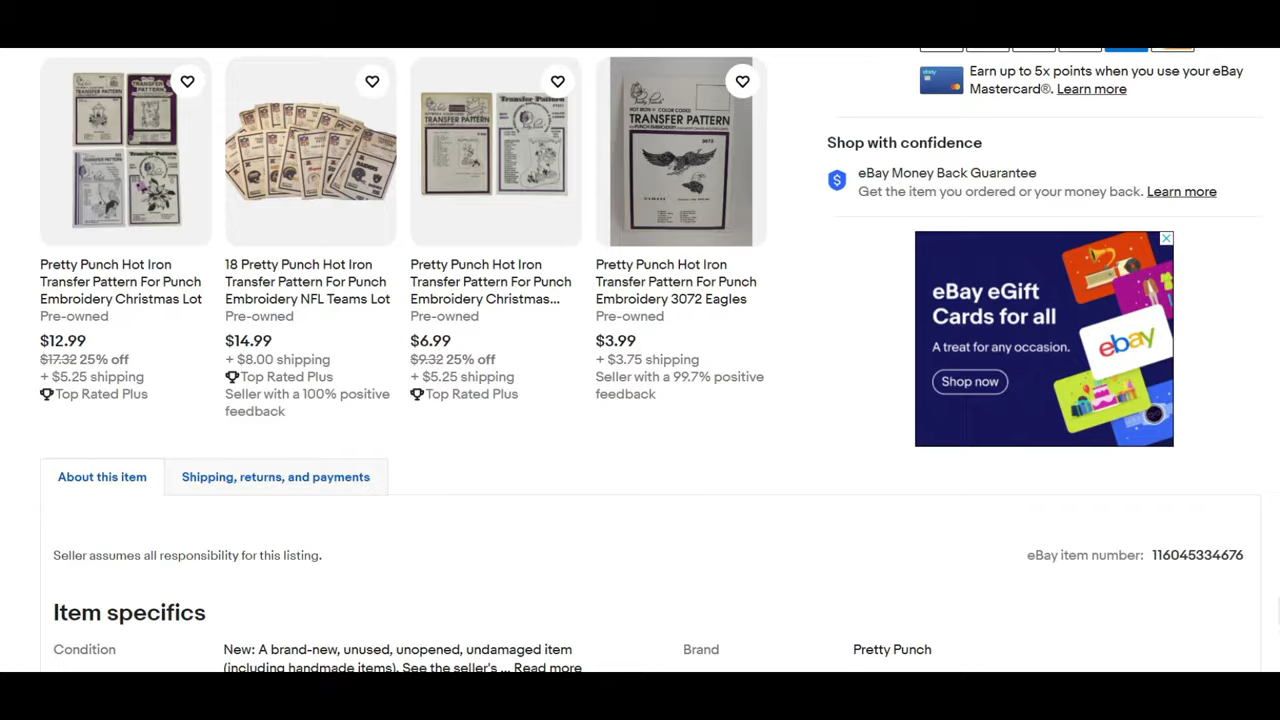 Earn up to 5x points when you use your eBay
Mastercard®. Learn more
Shop with confidence
eBay Money Back Guarantee
Get the item you ordered or your money back. Learn more
TRANSFER PATTERN
Transfer Pattern
HOT IRON COLOR CODED
TRANSFER PATTERN
3072
Pretty Punch Hot Iron
Transfer Pattern For Punch
Embroidery Christmas Lot
Pre-owned
$12.99
$17.32 25% off
+ $5.25 shipping
Top Rated Plus
18 Pretty Punch Hot Iron
Transfer Pattern For Punch
Embroidery NFL Teams Lot
Pre-owned
$14.99
+ $8.00 shipping
Top Rated Plus
Seller with a 100% positive
feedback
Pretty Punch Hot Iron
Transfer Pattern For Punch
Embroidery Christmas...
Pre-owned
$6.99
$9.32 25% off
+ $5.25 shipping
Top Rated Plus
Pretty Punch Hot Iron
Transfer Pattern For Punch
Embroidery 3072 Eagles
Pre-owned
$3.99
+ $3.75 shipping
Seller with a 99.7% positive
feedback
eBay eGift
Cards for all
A treat for any occasion.
Shop now
ebay
About this item
Shipping, returns, and payments
Seller assumes all responsibility for this listing.
eBay item number: 116045334676
Item specifics
Condition
New: A brand-new, unused, unopened, undamaged item
(including handmade items). See the seller's ... Read more
Brand
Pretty Punch